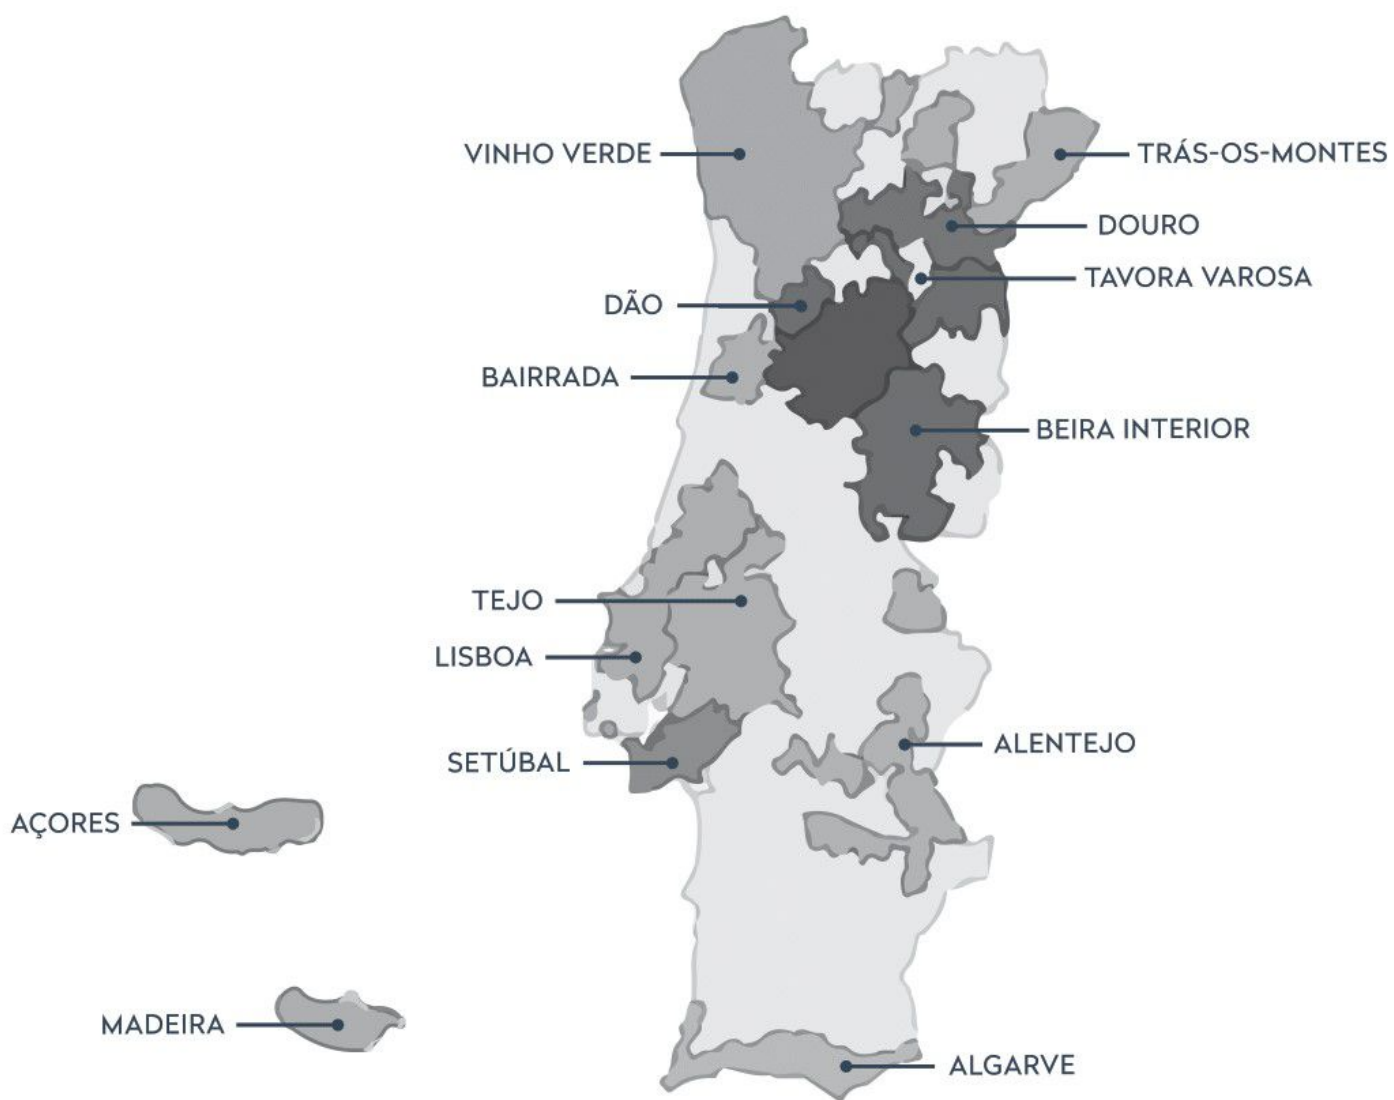 VINHO VERDE
TRÁS-OS-MONTES
DOURO
TAVORA VAROSA
DÃO
BAIRRADA
BEIRA INTERIOR
TEJO
LISBOA
ALENTEJO
SETÚBAL
AÇORES
MADEIRA
ALGARVE